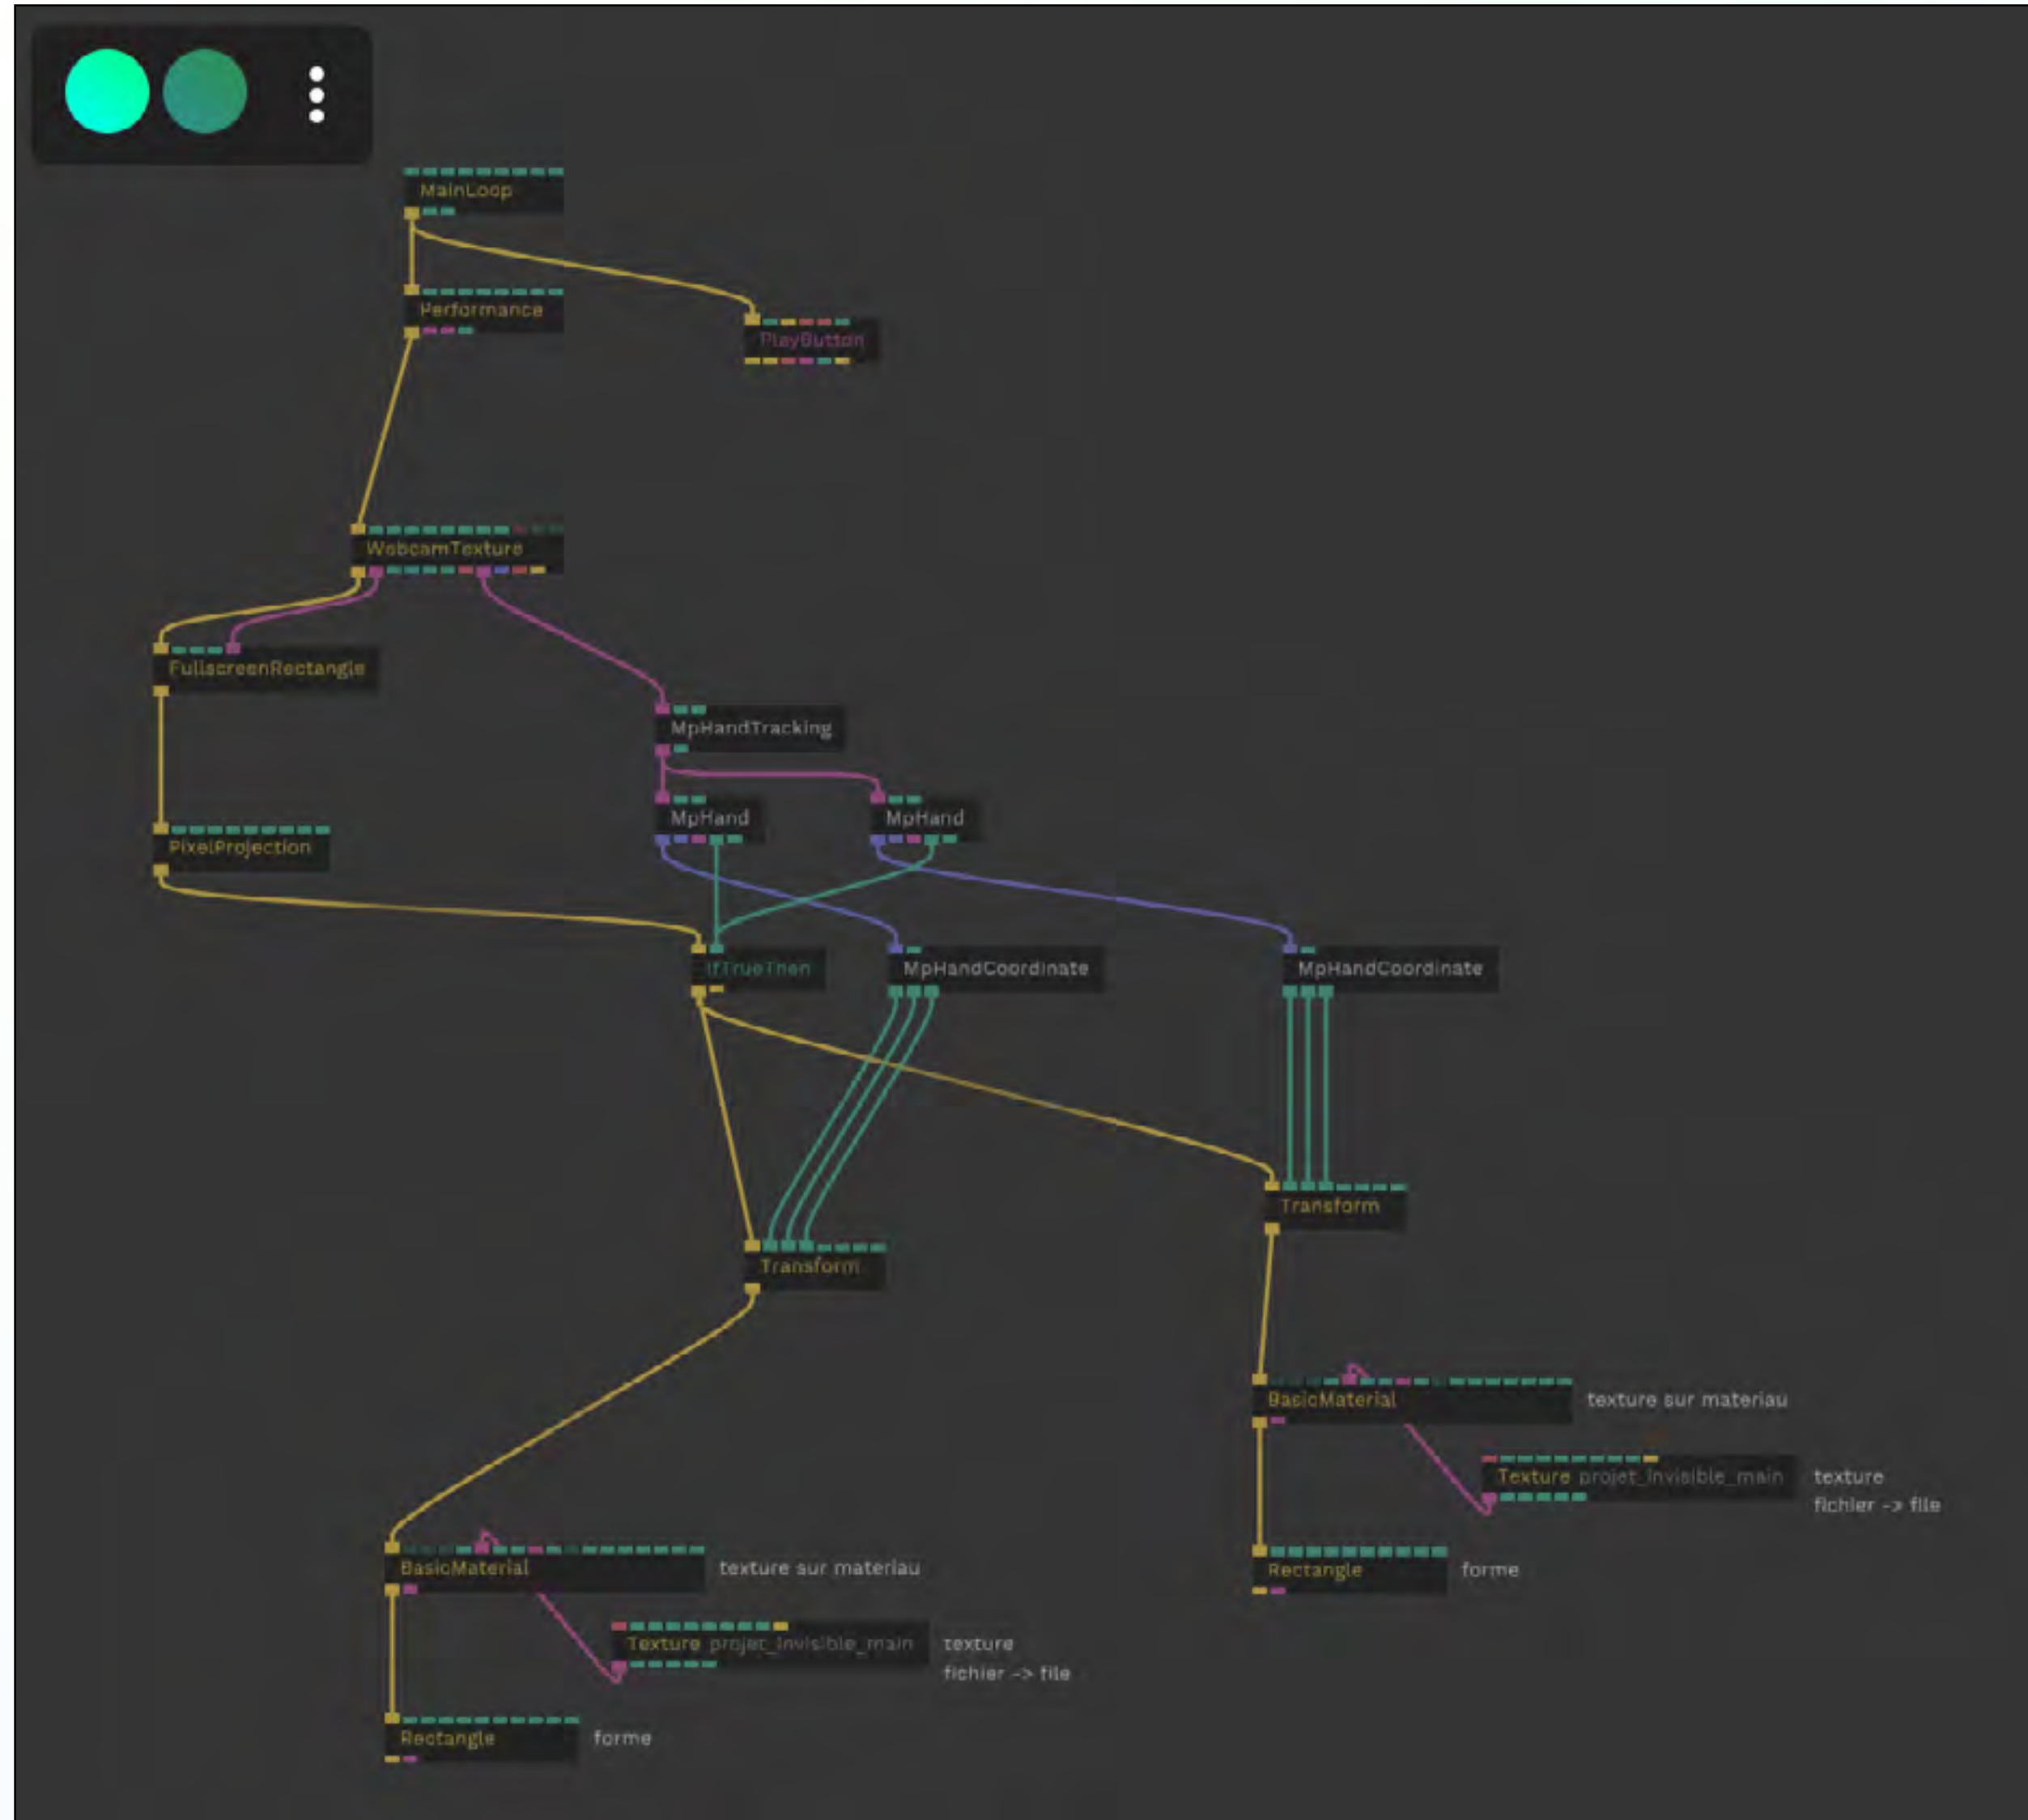 MainLoop
Performance
PlayButton
WebcamTexture
FullscreenRectangle
MpHandTracking
MpHand
MpHand
PixelProjection
IfTrueThen
MpHandCoordinate
MpHandCoordinate
Transform
Transform
BasicMaterial texture sur materiau
Texture projet_invisible_main texture
fichier -> file
Rectangle forme
BasicMaterial texture sur materiau
Texture projet_invisible_main texture
fichier -> file
Rectangle forme